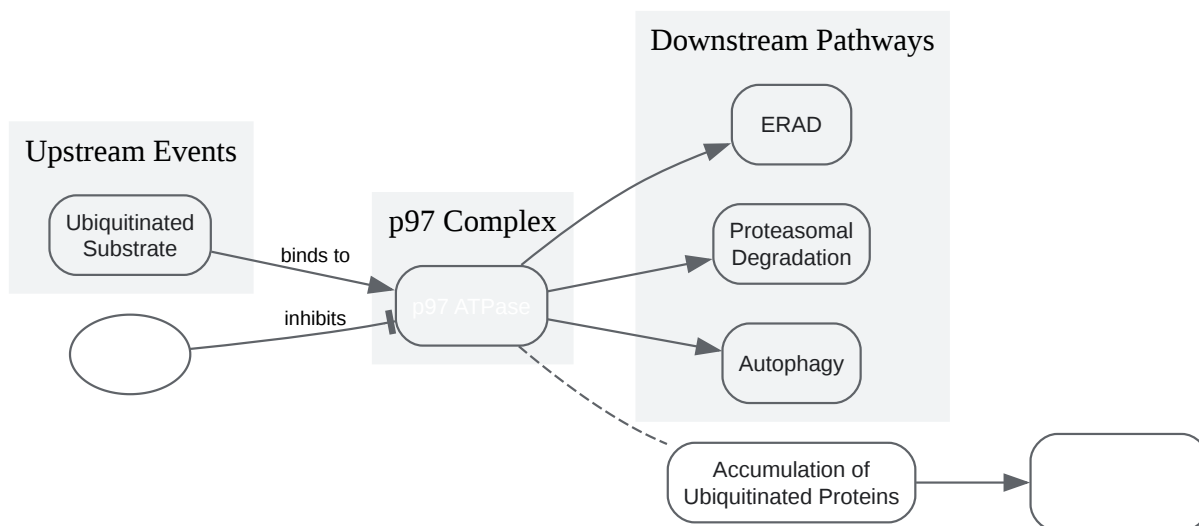 Downstream Pathways
ERAD
Upstream Events
Ubiquitinated
Substrate
binds to
p97 Complex
p97 ATPase
Proteasomal
Degradation
inhibits
Autophagy
Accumulation of
Ubiquitinated Proteins